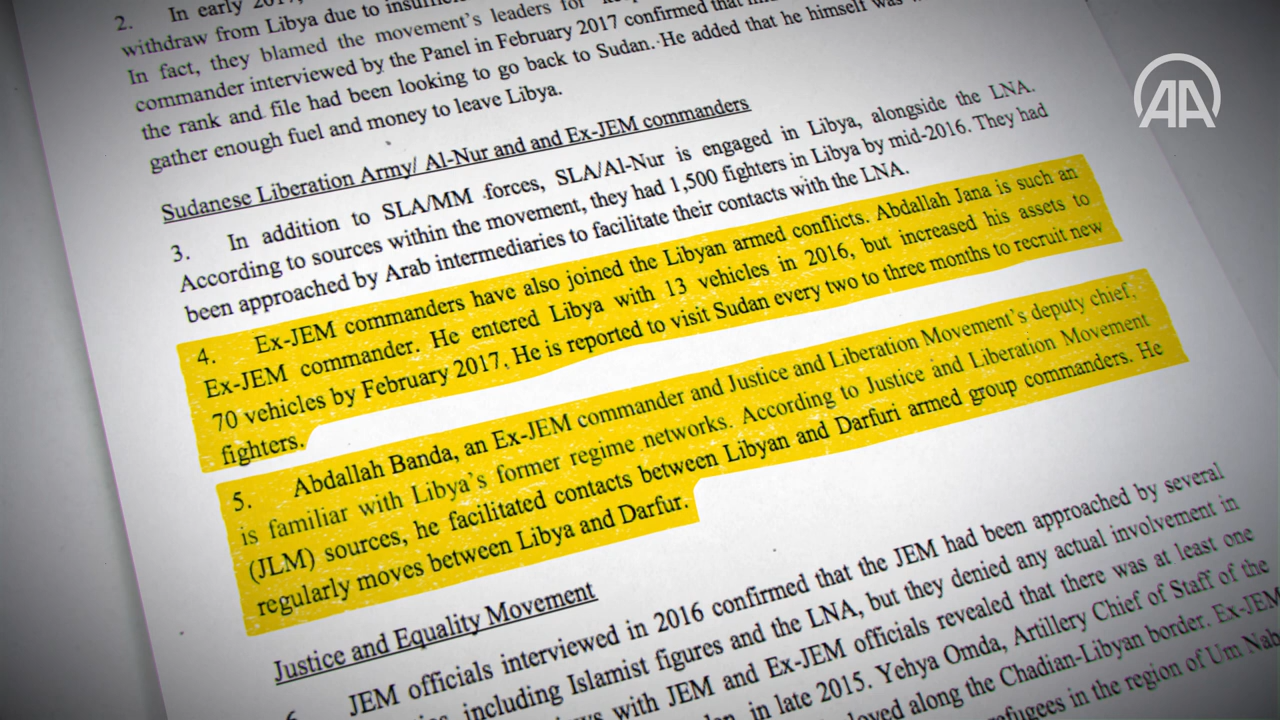 2. In early 2017,
withdraw from Libya due to
In fact, they blamed the movement's leaders for
commander interviewed by the Panel in February 2017 confirmed that
the rank and file had been looking to go back to Sudan. He added that he himself was
gather enough fuel and money to leave Libya.
Sudanese Liberation Army/ Al-Nur and and Ex-JEM commanders
3. In addition to SLA/MM forces, SLA/Al-Nur is engaged in Libya, alongside the LNA.
According to sources within the movement, they had 1,500 fighters in Libya by mid-2016. They had
been approached by Arab intermediaries to facilitate their contacts with the LNA.
4. Ex-JEM commanders have also joined the Libyan armed conflicts. Abdallah Jana is such an
Ex-JEM commander. He entered Libya with 13 vehicles in 2016, but increased his assets to
70 vehicles by February 2017. He is reported to visit Sudan every two to three months to recruit new
fighters.
5. Abdallah Banda, an Ex-JEM commander and Justice and Liberation Movement's deputy chief,
is familiar with Libya's former regime networks. According to Justice and Liberation Movement
(JLM) sources, he facilitated contacts between Libyan and Darfuri armed group commanders. He
regularly moves between Libya and Darfur.
Justice and Equality Movement
6. JEM officials interviewed in 2016 confirmed that the JEM had been approached by several
including Islamist figures and the LNA, but they denied any actual involvement in
with JEM and Ex-JEM officials revealed that there was at least one
in late 2015. Yehya Omda, Artillery Chief of Staff of the
along the Chadian-Libyan border. Ex-JEM
refugees in the region of Um
AA